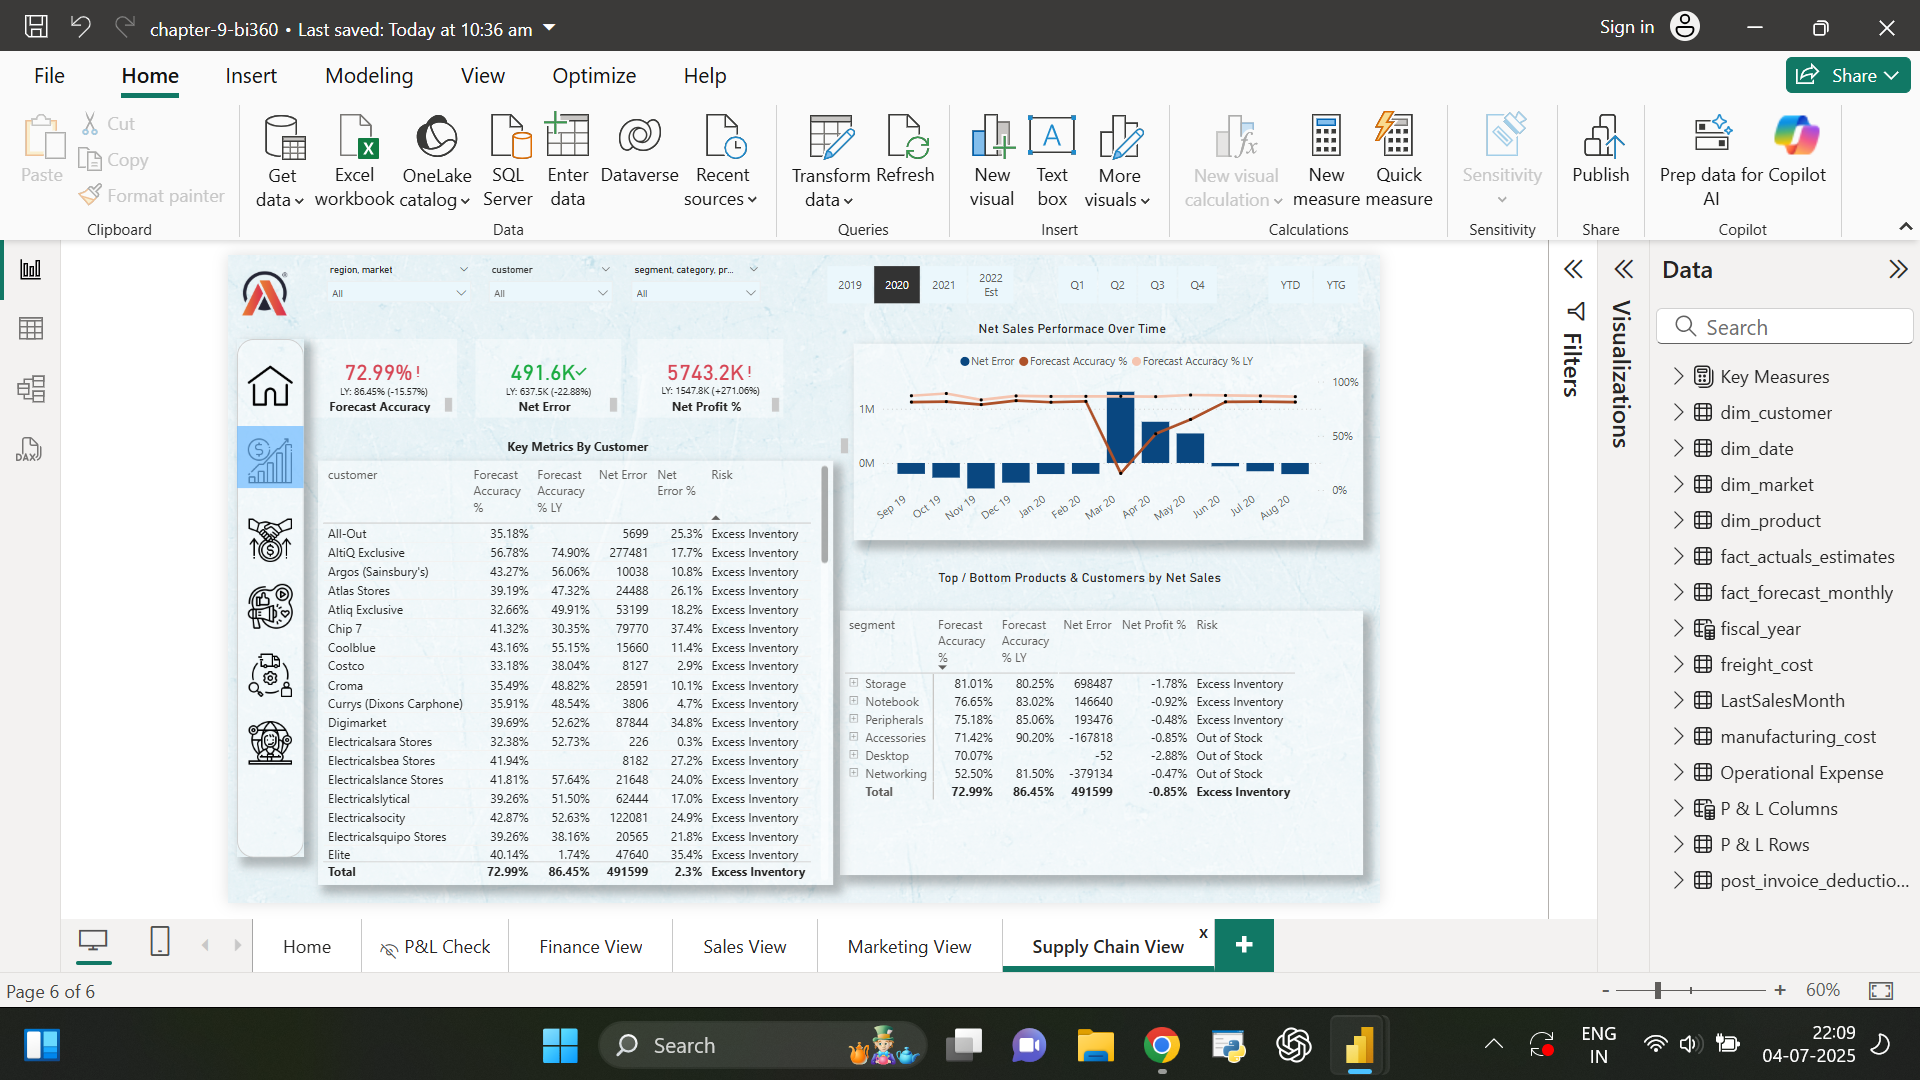 chapter-9-bi360 • Last saved: Today at 10:36 am
Sign in
File
Home
Insert
Modeling
View
Optimize
Help
Share
Paste
Cut
Copy
Format painter
Clipboard
Get data
Excel workbook
OneLake catalog
SQL Server
Enter data
Dataverse
Recent sources
Data
Transform data
Refresh
Queries
New visual
Text box
More visuals
Insert
New visual calculation
New measure
Quick measure
Calculations
Sensitivity
Sensitivity
Publish
Share
Prep data for AI
Copilot
Copilot
region, market
All
customer
All
segment, category, pr...
All
2019
2020
2021
2022 Est
Q1
Q2
Q3
Q4
YTD
YTG
72.99%!
LY: 86.45% (-15.57%)
Forecast Accuracy
491.6K✓
LY: 637.5K (-22.88%)
Net Error
5743.2K!
LY: 1547.8K (+271.06%)
Net Profit %
Key Metrics By Customer
customer Forecast Accuracy % Forecast Accuracy % LY Net Error Net Error % Risk
All-Out 35.18% 5699 25.3% Excess Inventory
AltiQ Exclusive 56.78% 74.90% 277481 17.7% Excess Inventory
Argos (Sainsbury's) 43.27% 56.06% 10038 10.8% Excess Inventory
Atlas Stores 39.19% 47.32% 24488 26.1% Excess Inventory
Atliq Exclusive 32.66% 49.91% 53199 18.2% Excess Inventory
Chip 7 41.32% 30.35% 79770 37.4% Excess Inventory
Coolblue 43.16% 55.15% 15660 11.4% Excess Inventory
Costco 33.18% 38.04% 8127 2.9% Excess Inventory
Croma 35.49% 48.82% 28591 10.1% Excess Inventory
Currys (Dixons Carphone) 35.91% 48.54% 3806 4.7% Excess Inventory
Digimarket 39.69% 52.62% 87844 34.8% Excess Inventory
Electricalsara Stores 32.38% 52.73% 226 0.3% Excess Inventory
Electricalsbea Stores 41.94% 8182 27.2% Excess Inventory
Electricalslance Stores 41.81% 57.64% 21648 24.0% Excess Inventory
Electricalslytical 39.26% 51.50% 62444 17.0% Excess Inventory
Electricalsocity 42.87% 52.63% 122081 24.9% Excess Inventory
Electricalsquipo Stores 39.26% 38.16% 20565 21.8% Excess Inventory
Elite 40.14% 1.74% 47640 35.4% Excess Inventory
Total 72.99% 86.45% 491599 2.3% Excess Inventory
Net Sales Performace Over Time
Net Error Forecast Accuracy % Forecast Accuracy % LY
1M
0M
100%
50%
0%
Sep 19 Oct 19 Nov 19 Dec 19 Jan 20 Feb 20 Mar 20 Apr 20 May 20 Jun 20 Jul 20 Aug 20
Top / Bottom Products & Customers by Net Sales
segment Forecast Accuracy % Forecast Accuracy % LY Net Error Net Profit % Risk
Storage 81.01% 80.25% 698487 -1.78% Excess Inventory
Notebook 76.65% 83.02% 146640 -0.92% Excess Inventory
Peripherals 75.18% 85.06% 193476 -0.48% Excess Inventory
Accessories 71.42% 90.20% -167818 -0.85% Out of Stock
Desktop 70.07% -52 -2.88% Out of Stock
Networking 52.50% 81.50% -379134 -0.47% Out of Stock
Total 72.99% 86.45% 491599 -0.85% Excess Inventory
Filters
Visualizations
Data
Search
Key Measures
dim_customer
dim_date
dim_market
dim_product
fact_actuals_estimates
fact_forecast_monthly
fiscal_year
freight_cost
LastSalesMonth
manufacturing_cost
Operational Expense
P & L Columns
P & L Rows
post_invoice_deductio...
DAX
Home
P&L Check
Finance View
Sales View
Marketing View
Supply Chain View
x
+
Page 6 of 6
- + 60%
Search
ENG
IN
22:09
04-07-2025